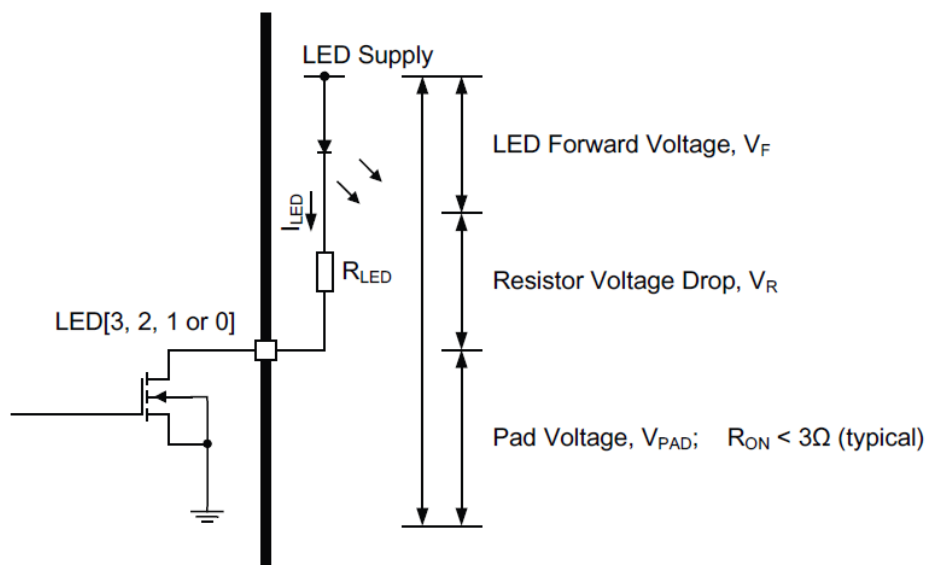 LED Supply
LED Forward Voltage, VF
ILED
RLED
Resistor Voltage Drop, VR
LED[3, 2, 1 or 0]
Pad Voltage, VPAD; RON < 3Ω (typical)